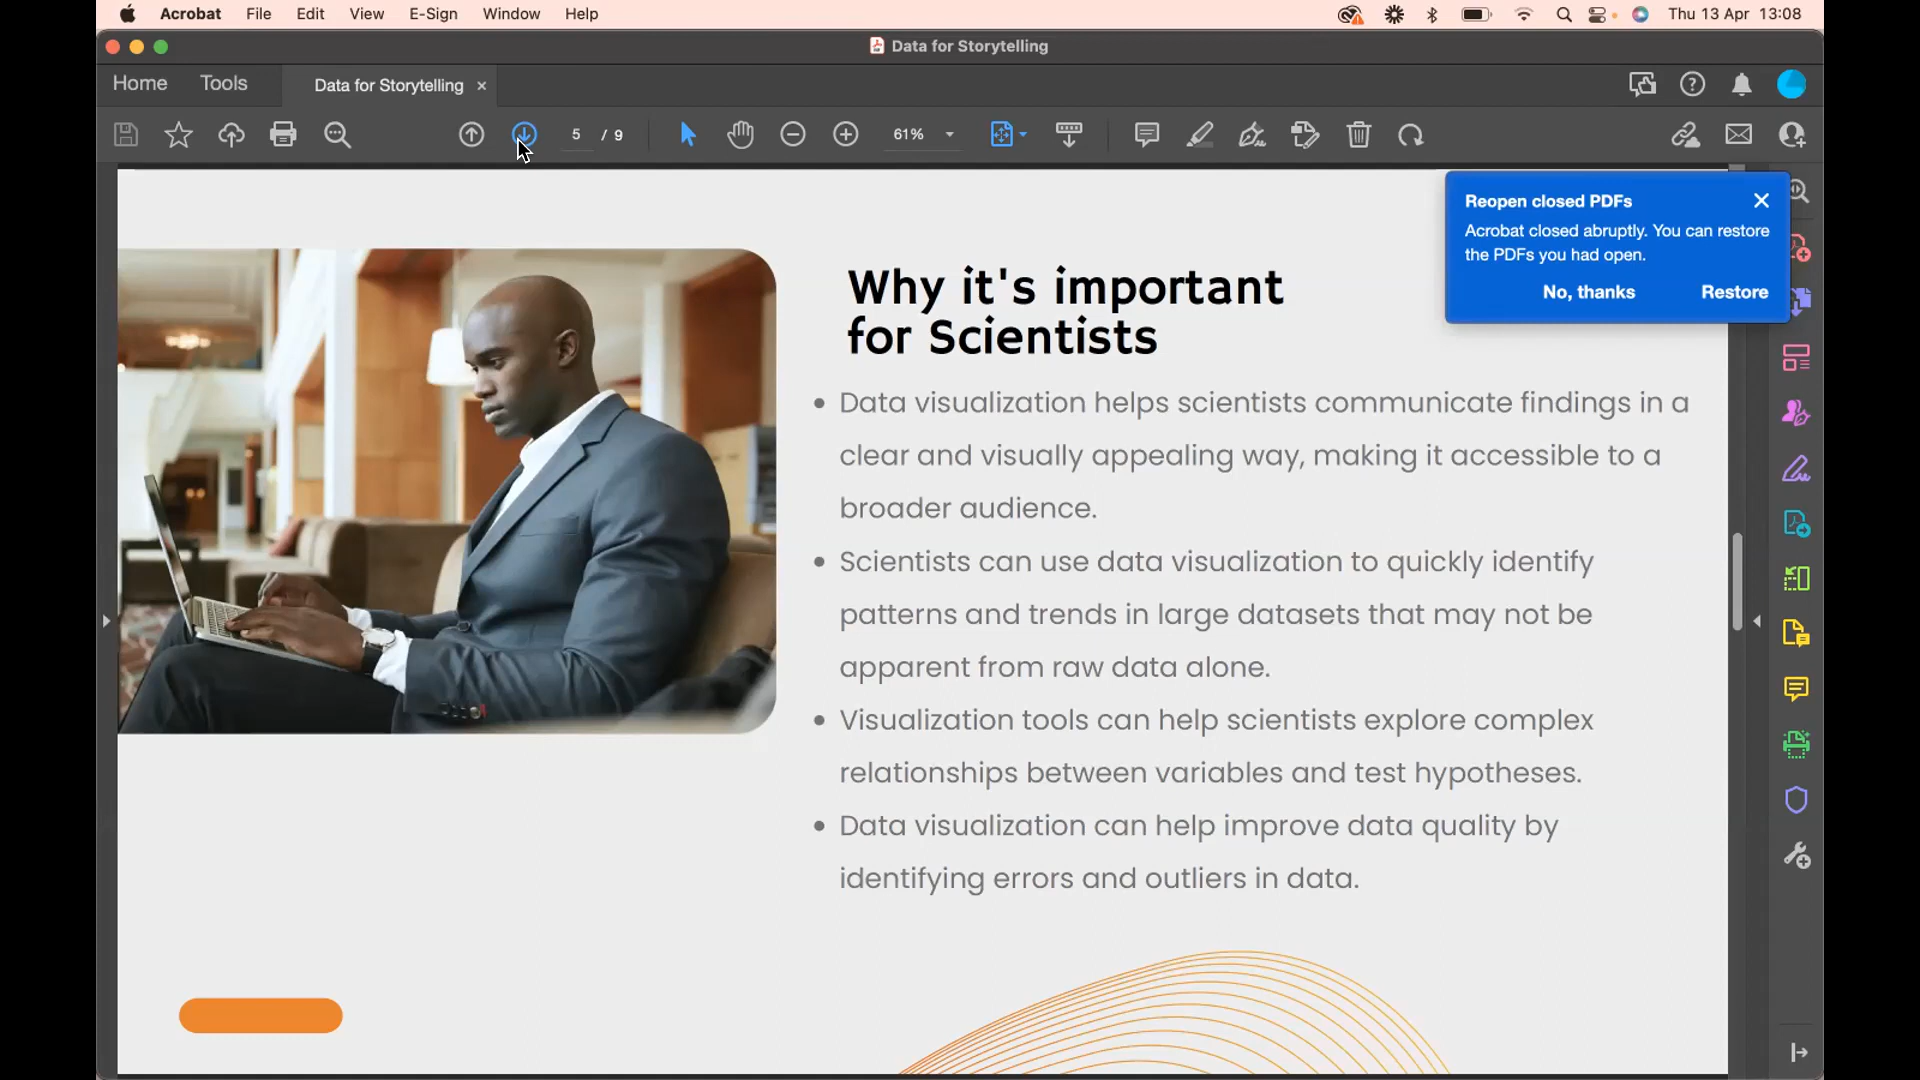 Acrobat File Edit View E-Sign Window Help Thu 13 Apr 13:08
Data for Storytelling
Home Tools Data for Storytelling ×
5 / 9 61%
Reopen closed PDFs
Acrobat closed abruptly. You can restore
the PDFs you had open.
No, thanks Restore
Why it's important
for Scientists
• Data visualization helps scientists communicate findings in a
clear and visually appealing way, making it accessible to a
broader audience.
• Scientists can use data visualization to quickly identify
patterns and trends in large datasets that may not be
apparent from raw data alone.
• Visualization tools can help scientists explore complex
relationships between variables and test hypotheses.
• Data visualization can help improve data quality by
identifying errors and outliers in data.